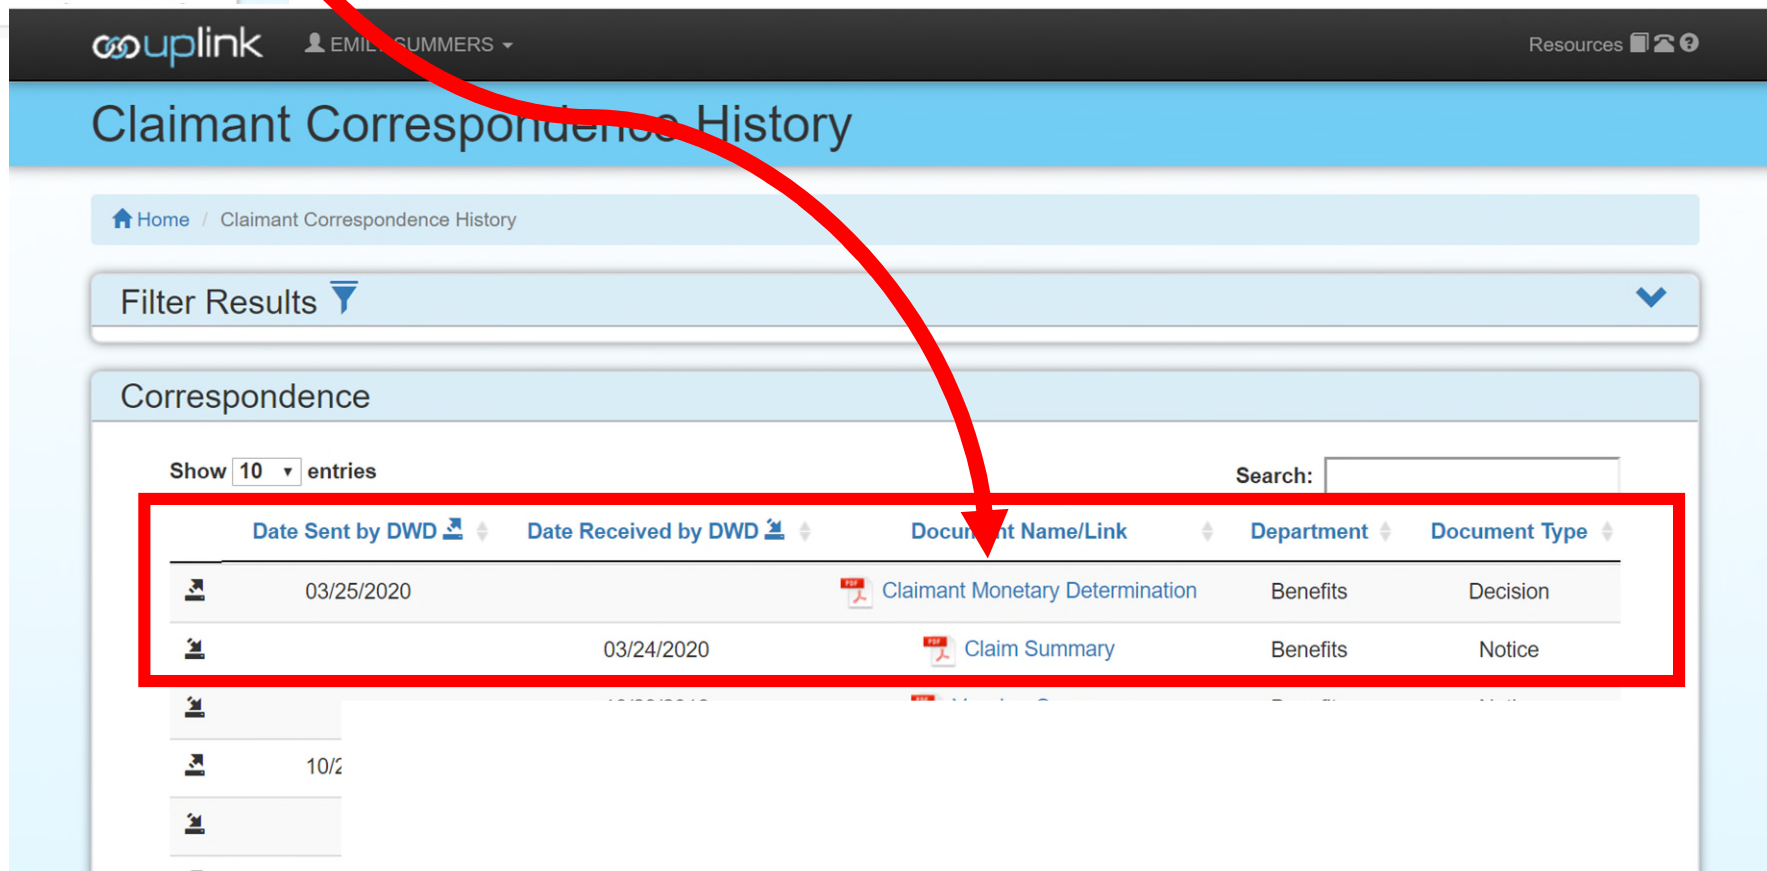 uplink EMILY SUMMERS Resources
Claimant Correspondence History
Home / Claimant Correspondence History
Filter Results
Correspondence
Show 10 entries Search:
Date Sent by DWD Date Received by DWD Document Name/Link Department Document Type
03/25/2020 Claimant Monetary Determination Benefits Decision
03/24/2020 Claim Summary Benefits Notice